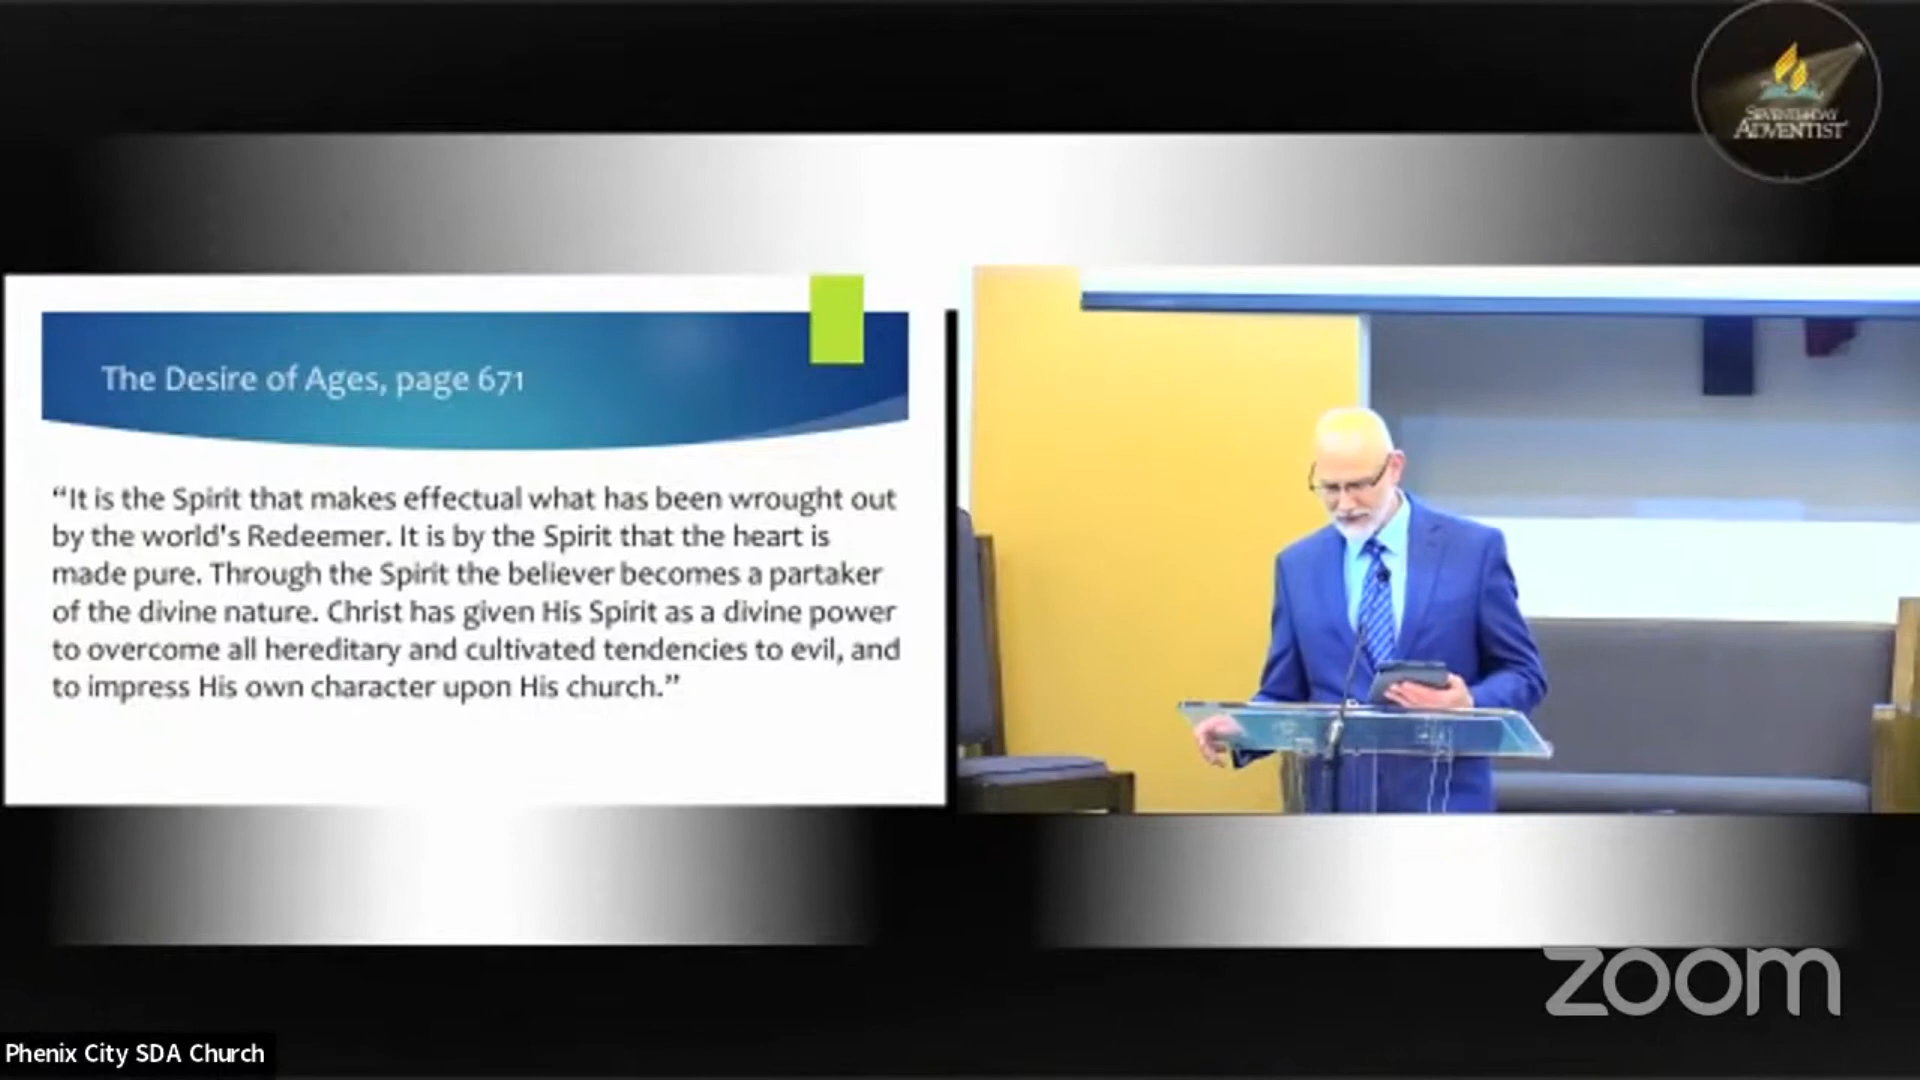 SEVENTH-DAY
ADVENTIST
The Desire of Ages, page 671
“It is the Spirit that makes effectual what has been wrought out
by the world's Redeemer. It is by the Spirit that the heart is
made pure. Through the Spirit the believer becomes a partaker
of the divine nature. Christ has given His Spirit as a divine power
to overcome all hereditary and cultivated tendencies to evil, and
to impress His own character upon His church.”
zoom
Phenix City SDA Church